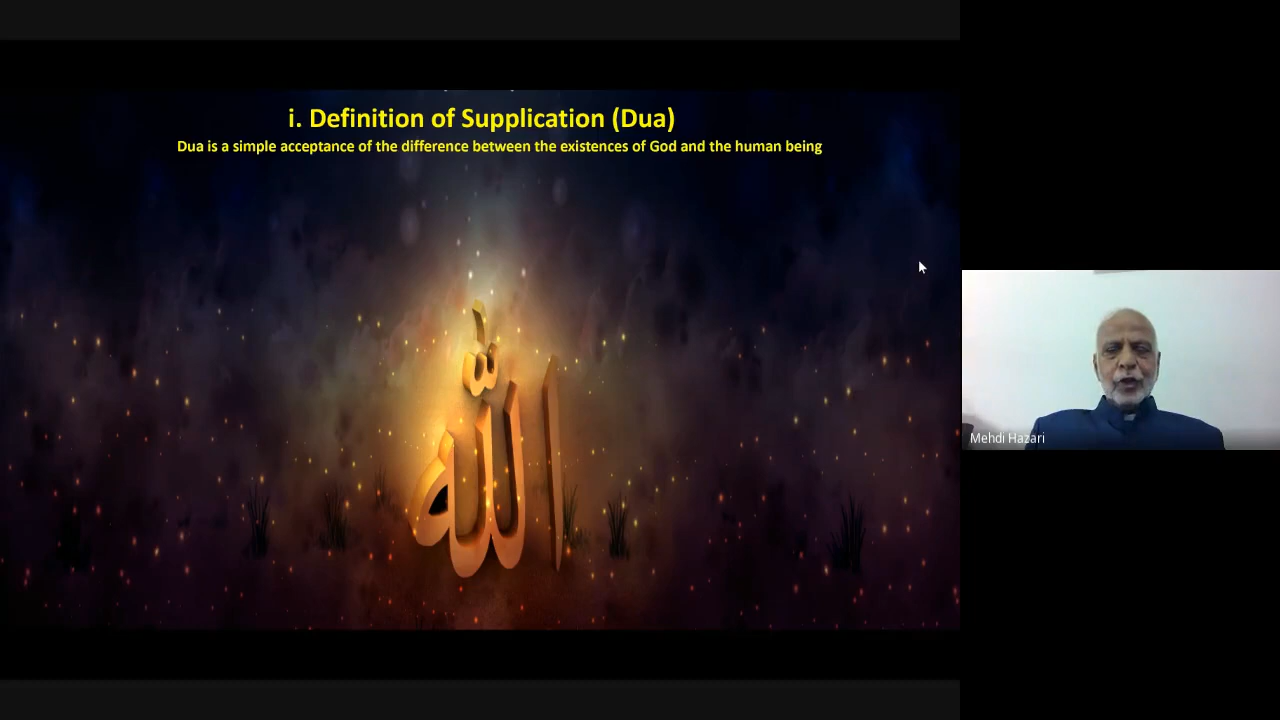 i. Definition of Supplication (Dua)
Dua is a simple acceptance of the difference between the existences of God and the human being
الله
Mehdi Hazari